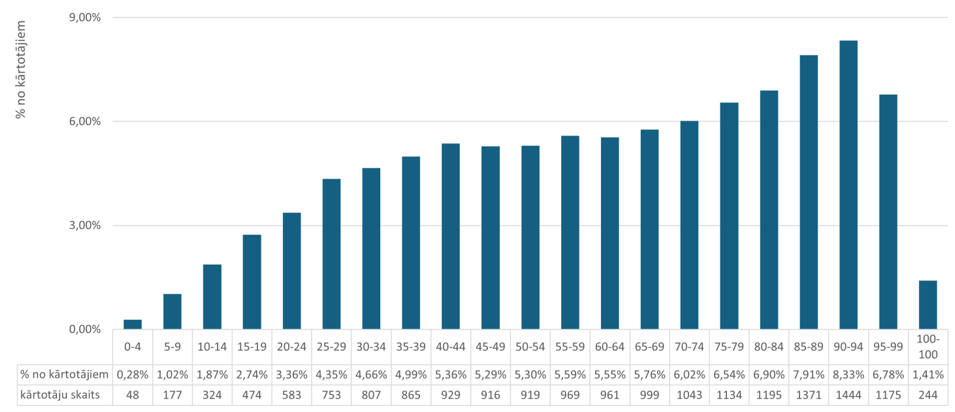 % no kārtotājiem
9,00%
6,00%
3,00%
0,00%
0-4 5-9 10-14 15-19 20-24 25-29 30-34 35-39 40-44 45-49 50-54 55-59 60-64 65-69 70-74 75-79 80-84 85-89 90-94 95-99 100-
100
% no kārtotājiem 0,28% 1,02% 1,87% 2,74% 3,36% 4,35% 4,66% 4,99% 5,36% 5,29% 5,30% 5,59% 5,55% 5,76% 6,02% 6,54% 6,90% 7,91% 8,33% 6,78% 1,41%
kārtotāju skaits 48 177 324 474 583 753 807 865 929 916 919 969 961 999 1043 1134 1195 1371 1444 1175 244